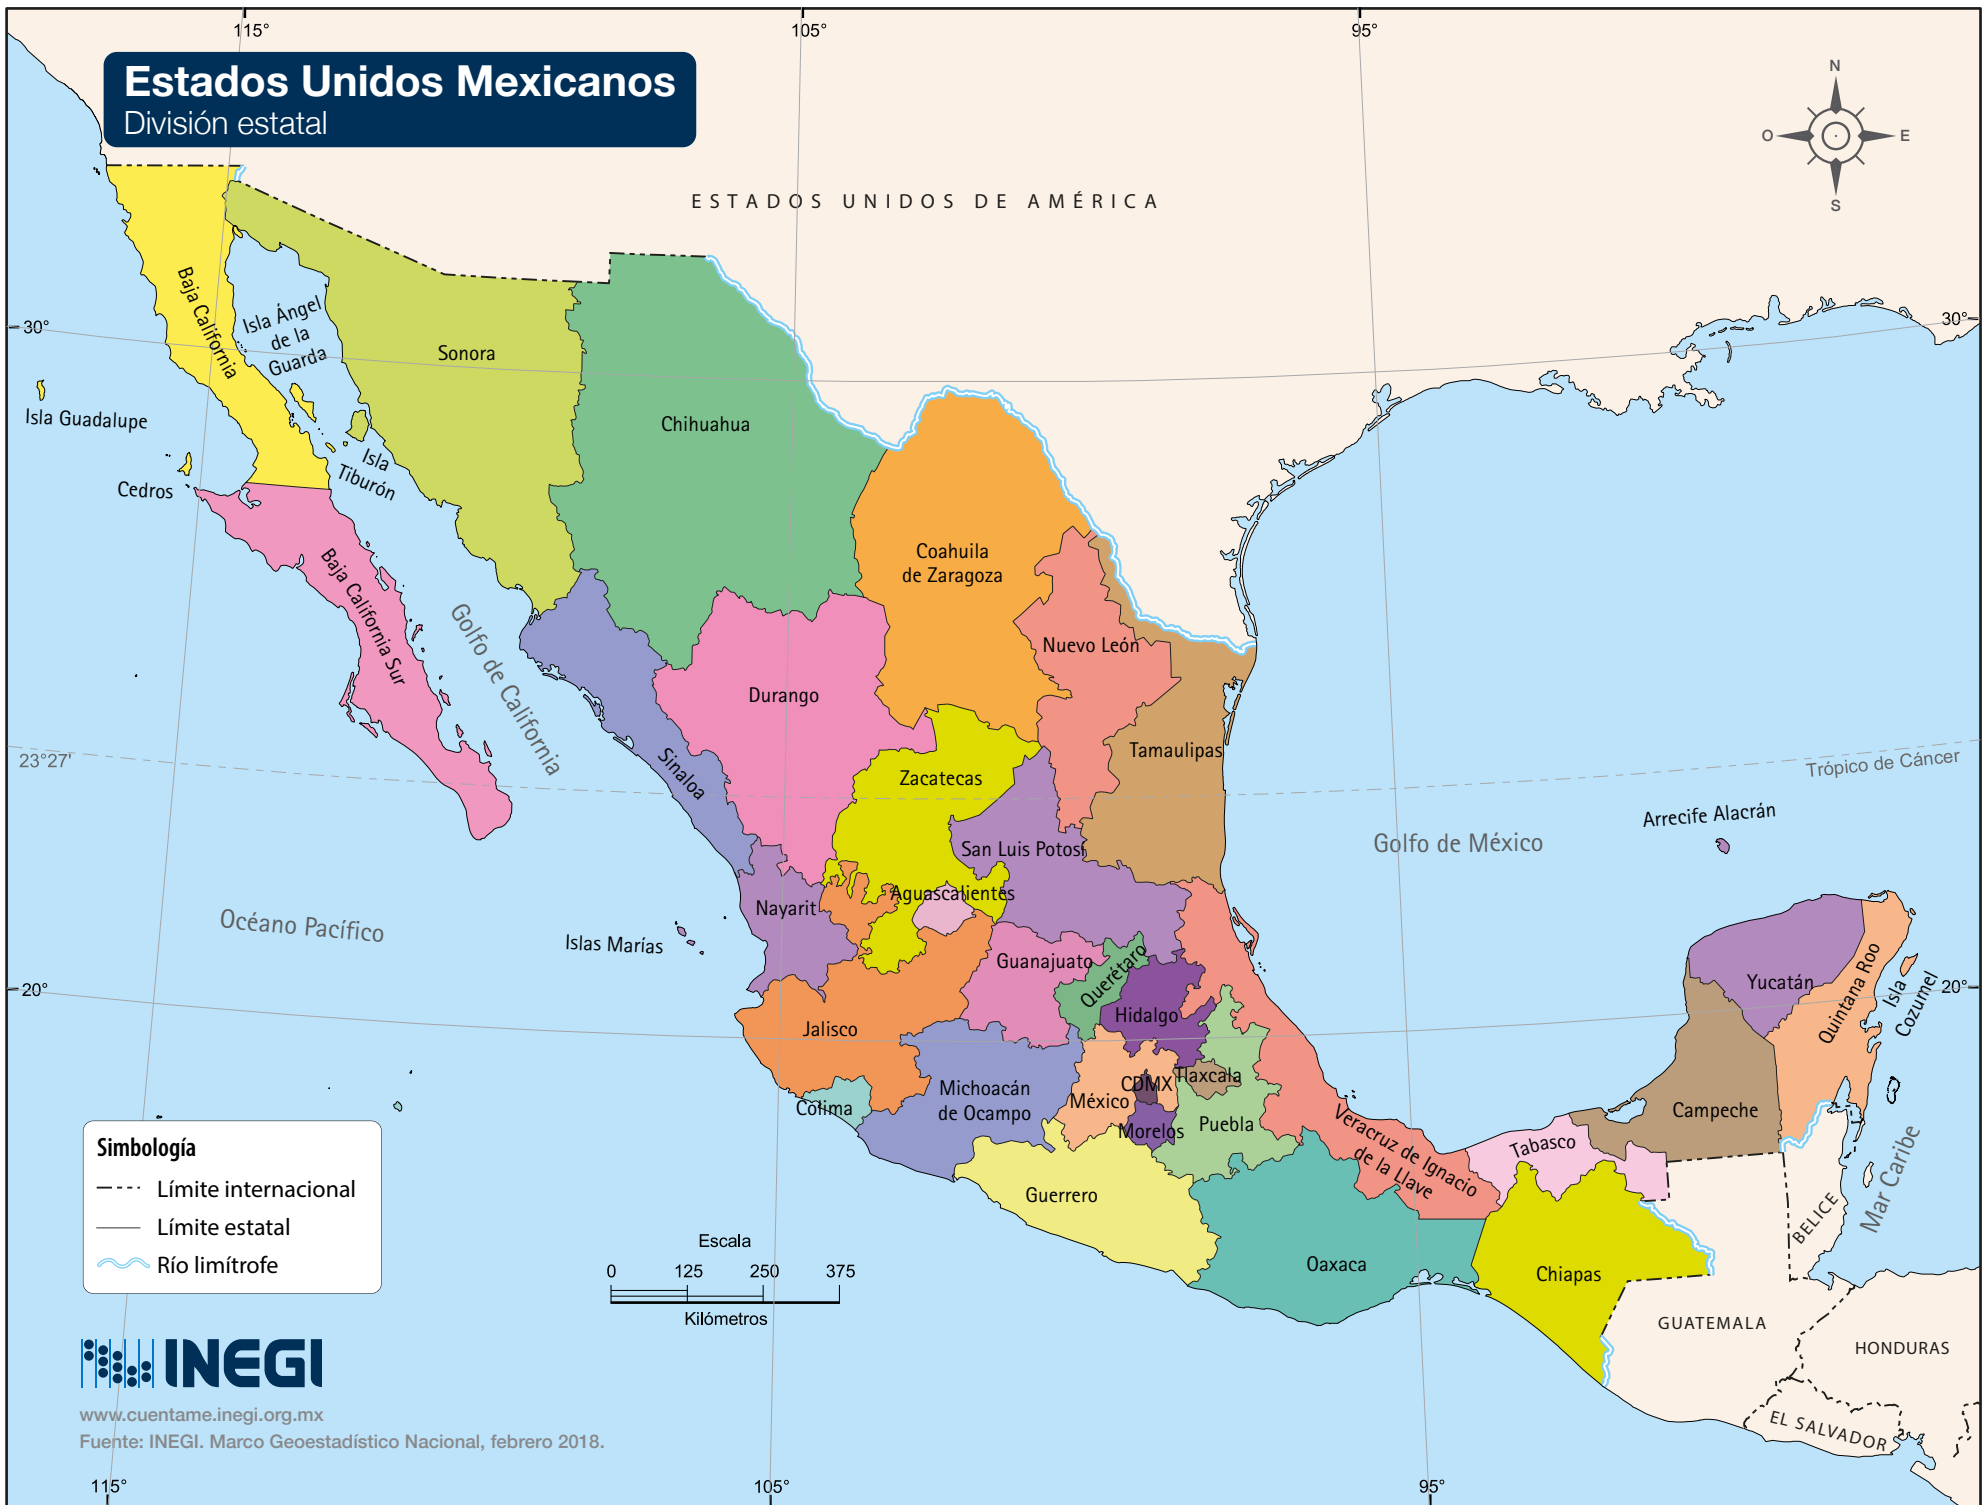 115°
105°
95°
Estados Unidos Mexicanos
División estatal
N
O
E
S
ESTADOS UNIDOS DE AMÉRICA
30°
30°
Baja California
Isla Ángel
de la
Guarda
Sonora
Isla Guadalupe
Chihuahua
Isla
Tiburón
Cedros
Coahuila
de Zaragoza
Baja California Sur
Golfo de California
Nuevo León
Durango
Tamaulipas
23°27'
Trópico de Cáncer
Sinaloa
Zacatecas
Arrecife Alacrán
Golfo de México
San Luis Potosí
Aguascalientes
Nayarit
Océano Pacífico
Islas Marías
Guanajuato
Querétaro
Yucatán
Quintana Roo
Isla
Cozumel
20°
20°
Hidalgo
Jalisco
CDMX
Tlaxcala
Michoacán
de Ocampo
México
Colima
Campeche
Puebla
Morelos
Veracruz de Ignacio
de la Llave
Tabasco
Mar Caribe
Guerrero
BELICE
Oaxaca
Chiapas
GUATEMALA
HONDURAS
EL SALVADOR
Simbología
Límite internacional
Límite estatal
Río limítrofe
Escala
0 125 250 375
Kilómetros
INEGI
www.cuentame.inegi.org.mx
Fuente: INEGI. Marco Geoestadístico Nacional, febrero 2018.
115°
105°
95°